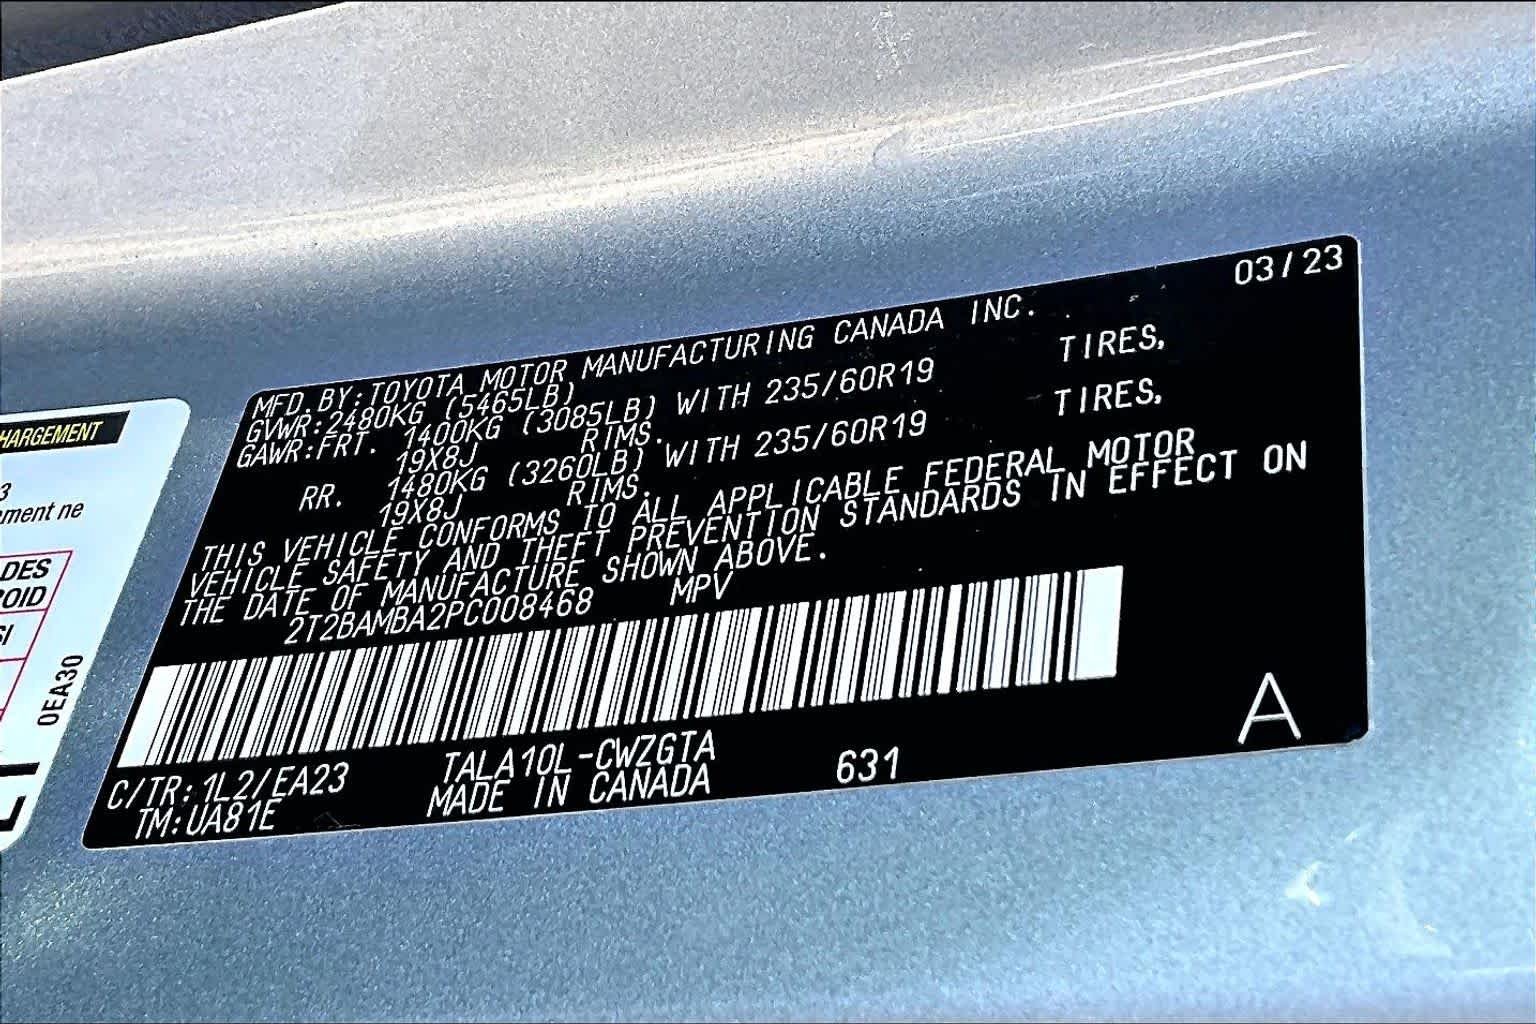 HARGEMENT
3
ement ne
DES
ROID
SI
0EA30
03/23
MFD.BY:TOYOTA MOTOR MANUFACTURING CANADA INC.
GVWR:2480KG (5465LB)
GAWR:FRT. 1400KG (3085LB) WITH 235/60R19 TIRES,
19X8J RIMS.
RR. 1480KG (3260LB) WITH 235/60R19 TIRES,
19X8J RIMS.
THIS VEHICLE CONFORMS TO ALL APPLICABLE FEDERAL MOTOR
VEHICLE SAFETY AND THEFT PREVENTION STANDARDS IN EFFECT ON
THE DATE OF MANUFACTURE SHOWN ABOVE.
2T2BAMBA2PC008468 MPV
C/TR:1L2/EA23 TALA10L-CWZGTA 631 A
TM:UA81E MADE IN CANADA